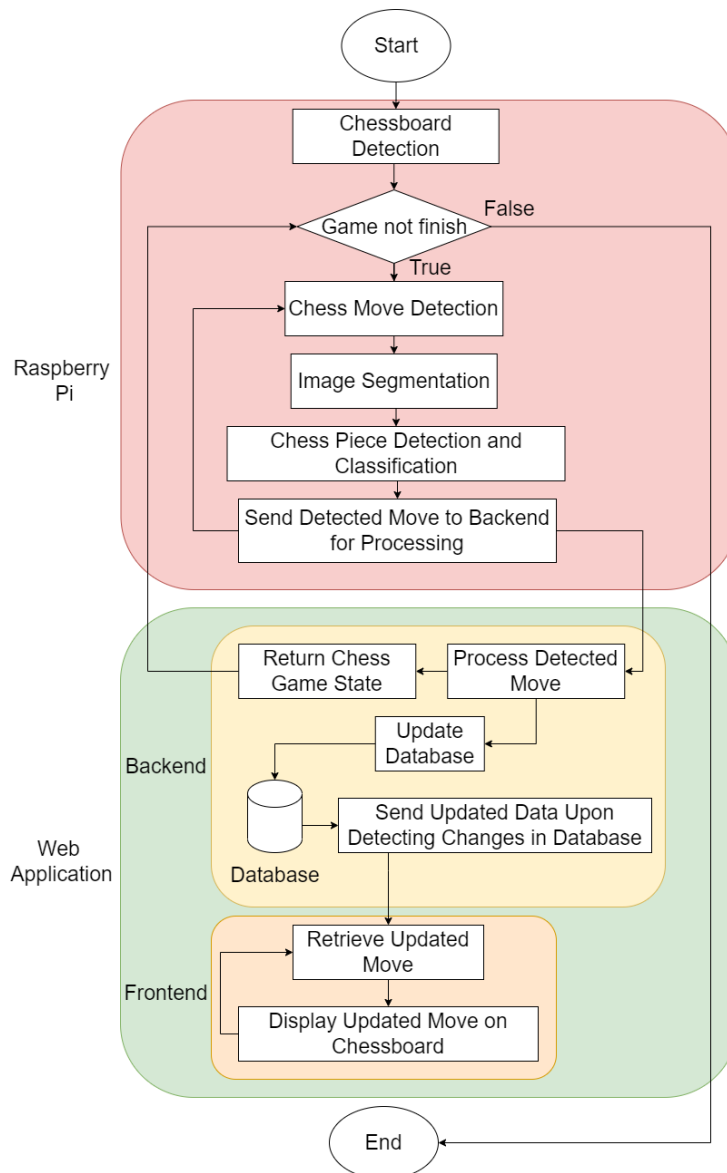 Start
Chessboard
Detection
False
Game not finish
True
Chess Move Detection
Raspberry
Pi
Image Segmentation
Chess Piece Detection and
Classification
Send Detected Move to Backend
for Processing
Return Chess
Game State
Process Detected
Move
Update
Database
Backend
Send Updated Data Upon
Detecting Changes in Database
Database
Web
Application
Retrieve Updated
Move
Frontend
Display Updated Move on
Chessboard
End